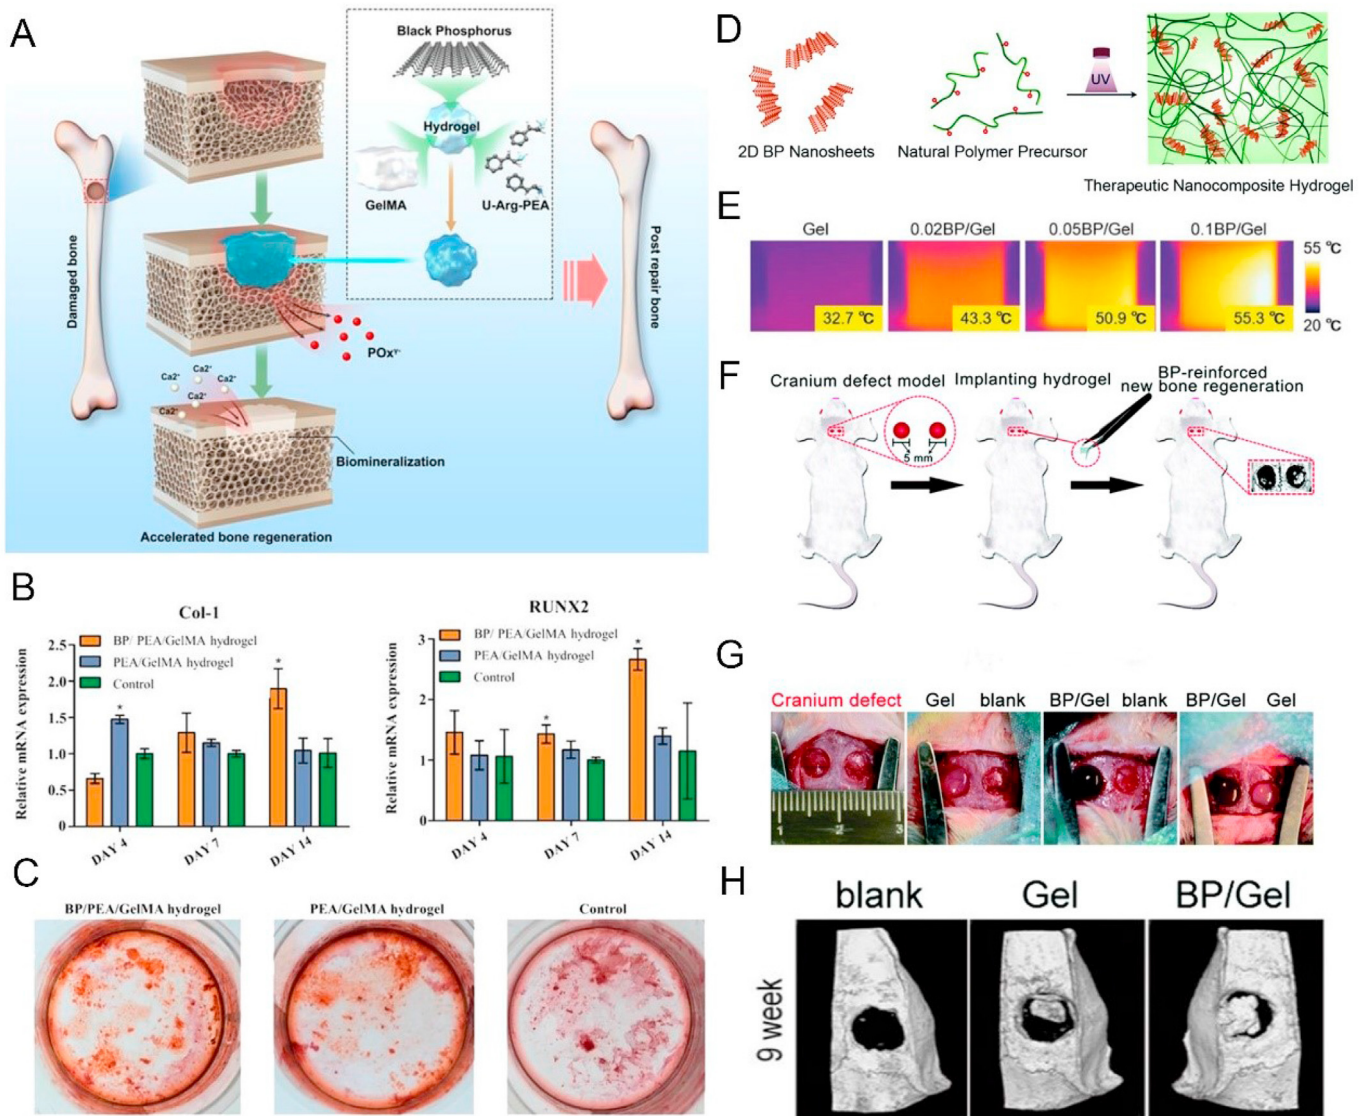 A
Black Phosphorus
Hydrogel
GelMA
U-Arg-PEA
Damaged bone
Post repair bone
POxʸ⁻
Ca2⁺
Ca2⁺
Ca2⁺
Ca2⁺
Ca2⁺
Biomineralization
Accelerated bone regeneration
B
Col-1
Relative mRNA expression
2.5
2.0
1.5
1.0
0.5
0
BP/ PEA/GelMA hydrogel
PEA/GelMA hydrogel
Control
*
*
DAY 4
DAY 7
DAY 14
RUNX2
Relative mRNA expression
3
2
1
0
BP/ PEA/GelMA hydrogel
PEA/GelMA hydrogel
Control
*
*
DAY 4
DAY 7
DAY 14
C
BP/PEA/GelMA hydrogel
PEA/GelMA hydrogel
Control
D
2D BP Nanosheets
Natural Polymer Precursor
UV
Therapeutic Nanocomposite Hydrogel
E
Gel
0.02BP/Gel
0.05BP/Gel
0.1BP/Gel
32.7 ℃
43.3 ℃
50.9 ℃
55.3 ℃
55 ℃
20 ℃
F
Cranium defect model
5 mm
Implanting hydrogel
BP-reinforced
new bone regeneration
G
Cranium defect
Gel blank
BP/Gel blank
BP/Gel Gel
1 2 3
H
blank
Gel
BP/Gel
9 week